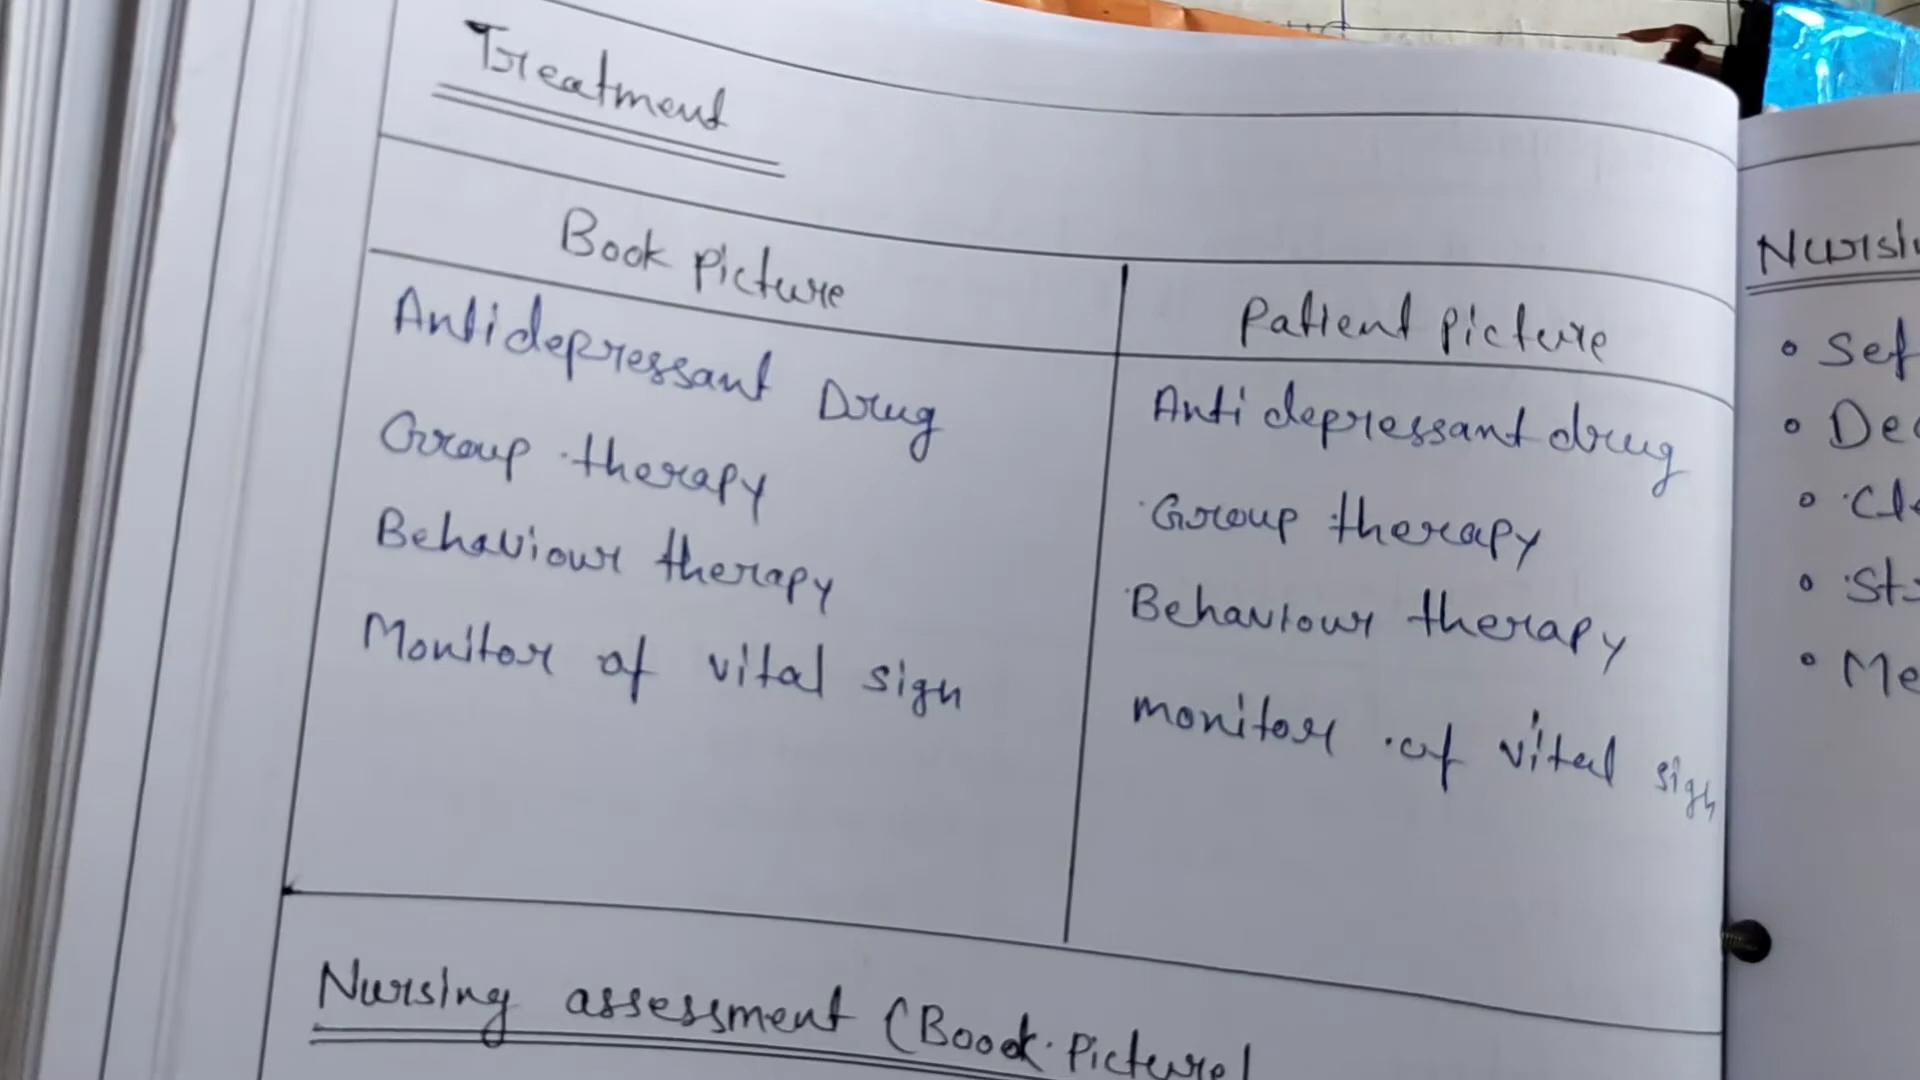 Treatment
Book Picture
Patient Picture
Antidepressant Drug
Group therapy
Behaviour therapy
Monitor of vital sign
Anti depressant drug
Group therapy
Behaviour therapy
monitor of vital sign
Nursing assessment (Boook Picture)